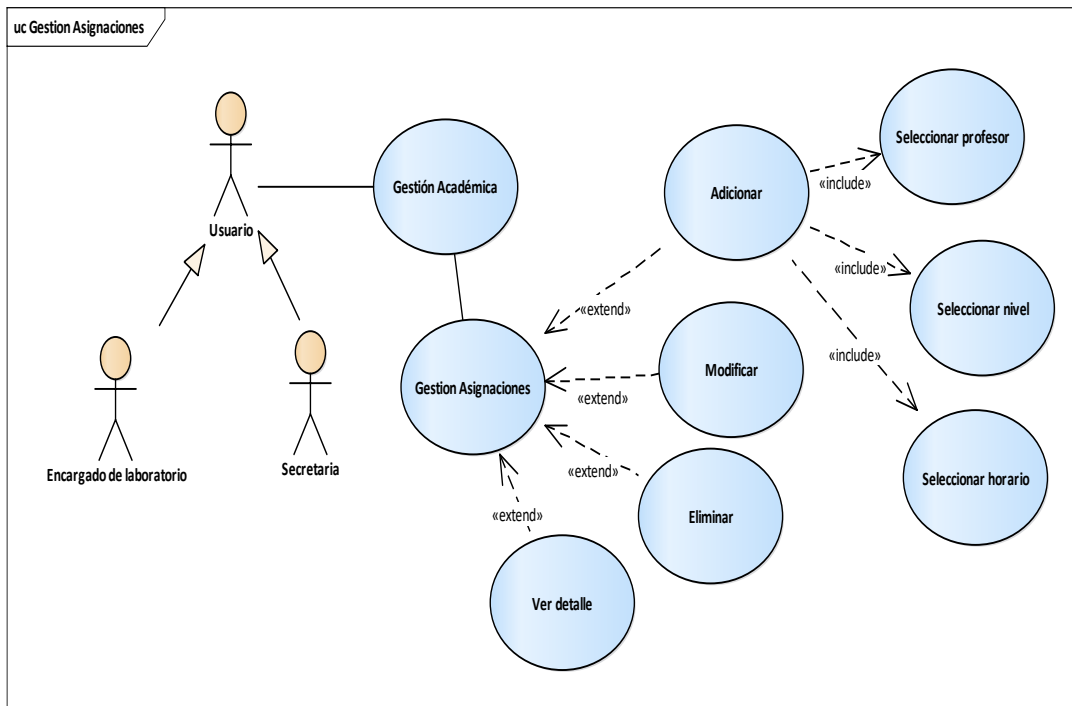 uc Gestion Asignaciones
Usuario
Gestión Académica
Adicionar
Seleccionar profesor
«include»
«include»
Seleccionar nivel
«extend»
«include»
Gestion Asignaciones
Modificar
«extend»
Encargado de laboratorio
Secretaria
«extend»
Seleccionar horario
«extend»
Eliminar
Ver detalle